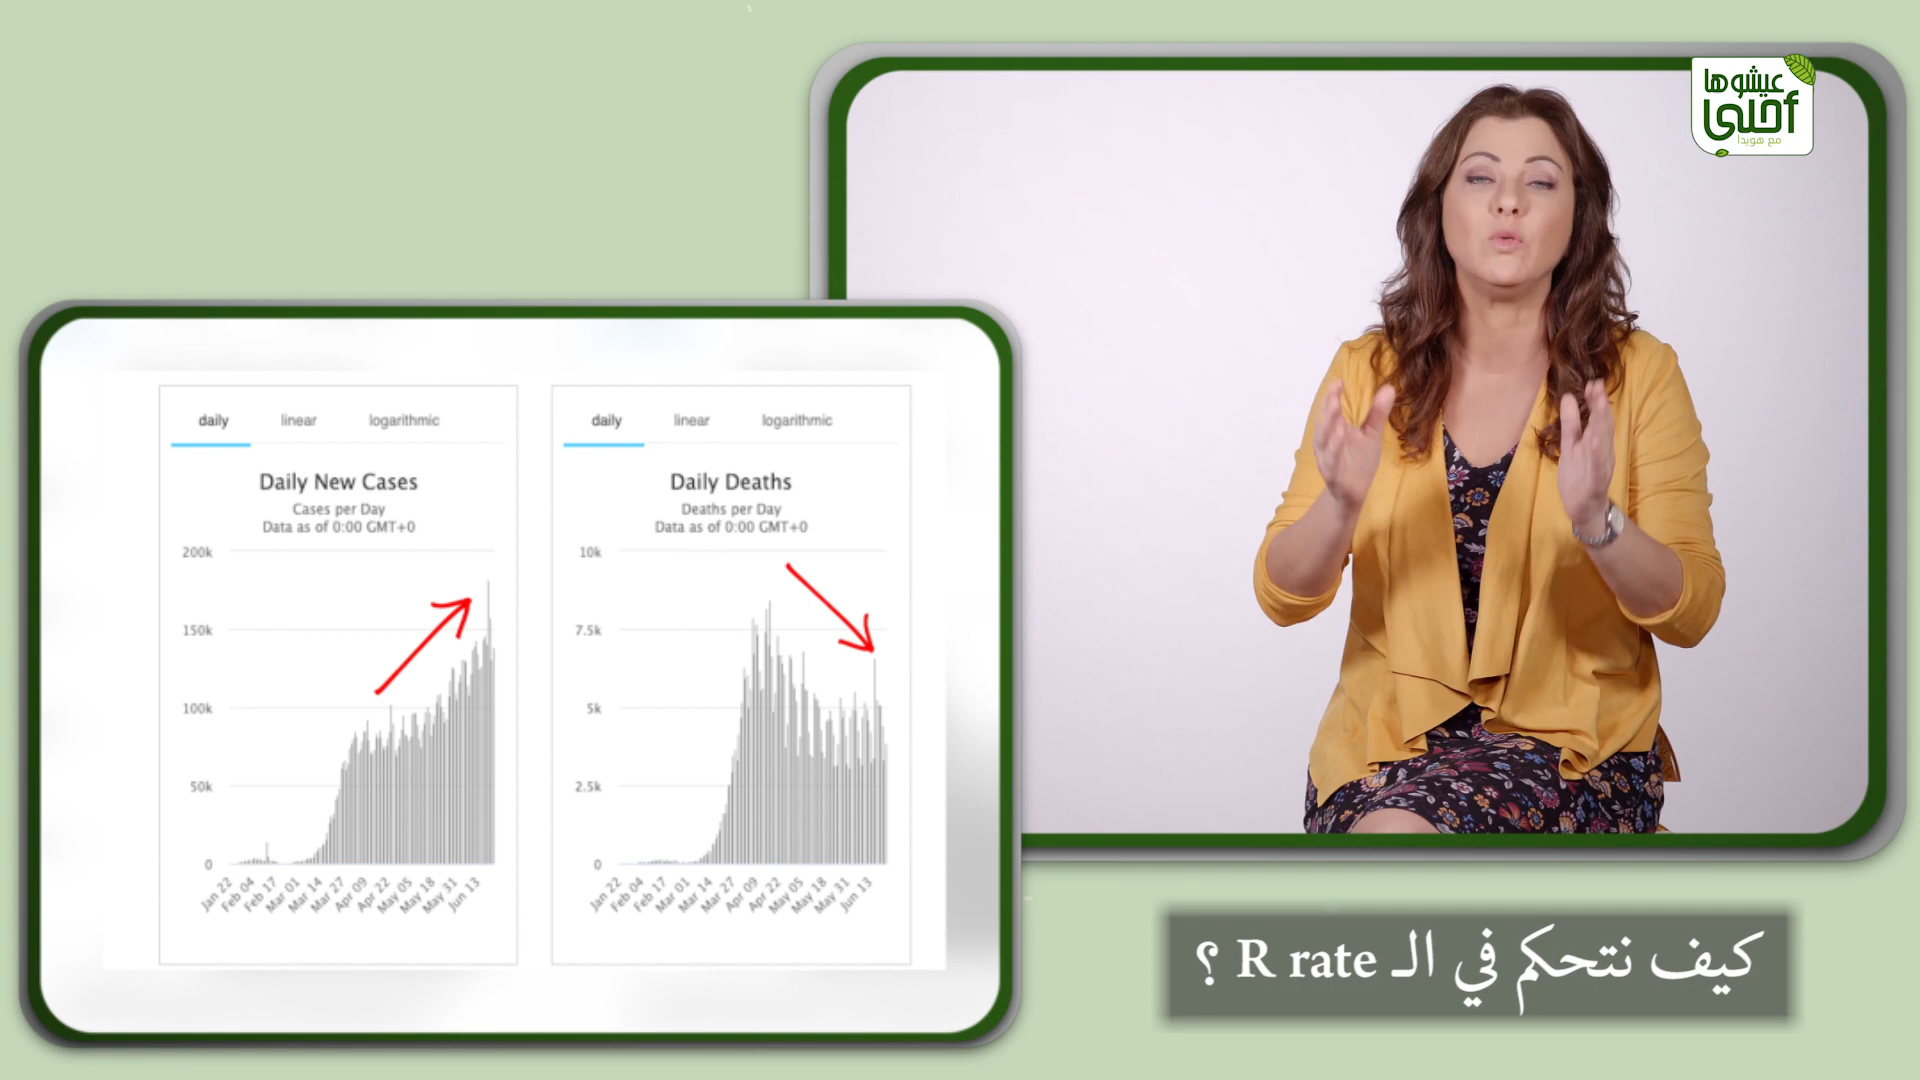 عيشوها
أحلى
مع هويدا
daily linear logarithmic
Daily New Cases
Cases per Day
Data as of 0:00 GMT+0
200k
150k
100k
50k
0
Jan 22
Feb 04
Feb 17
Mar 01
Mar 14
Mar 27
Apr 09
Apr 22
May 05
May 18
May 31
Jun 13
daily linear logarithmic
Daily Deaths
Deaths per Day
Data as of 0:00 GMT+0
10k
7.5k
5k
2.5k
0
Jan 22
Feb 04
Feb 17
Mar 01
Mar 14
Mar 27
Apr 09
Apr 22
May 05
May 18
May 31
Jun 13
كيف نتحكم في الـ R rate ؟